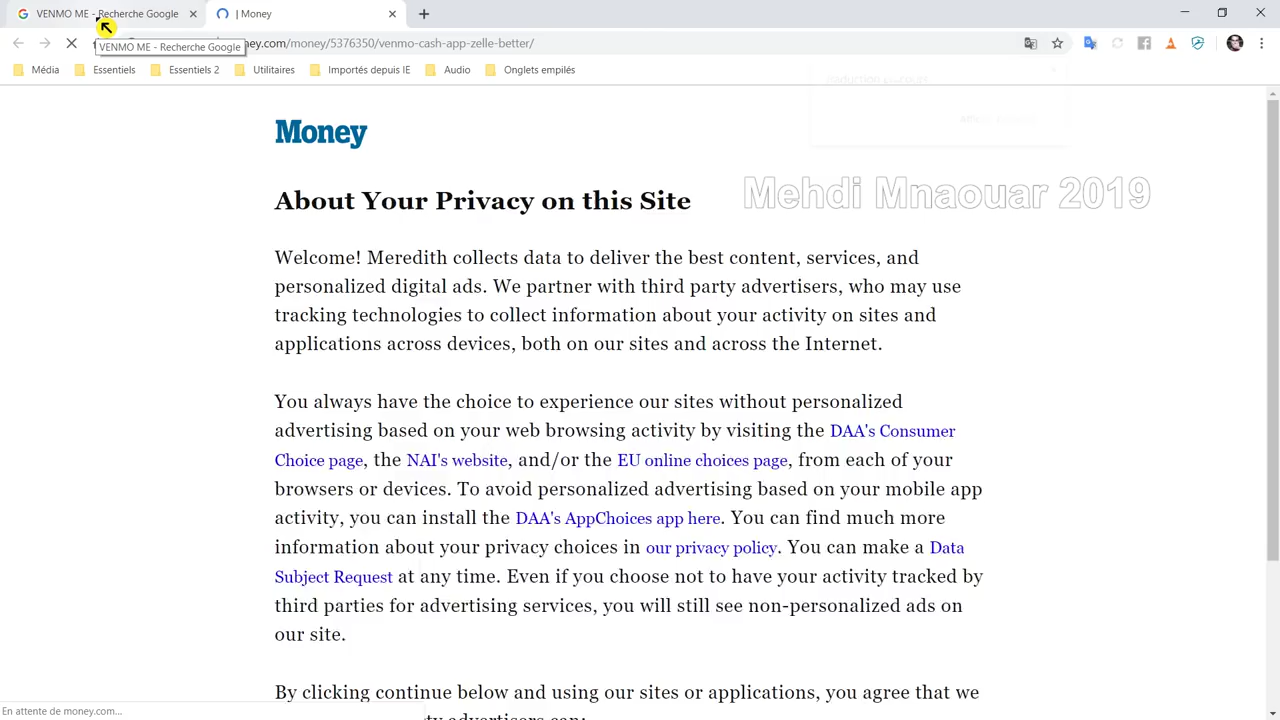 VENMO ME - Recherche Google
| Money
VENMO ME - Recherche Google
ey.com/money/5376350/venmo-cash-app-zelle-better/
Média
Essentiels
Essentiels 2
Utilitaires
Importés depuis IE
Audio
Onglets empilés
Money
Mehdi Mnaouar 2019
About Your Privacy on this Site
Welcome! Meredith collects data to deliver the best content, services, and
personalized digital ads. We partner with third party advertisers, who may use
tracking technologies to collect information about your activity on sites and
applications across devices, both on our sites and across the Internet.
You always have the choice to experience our sites without personalized
advertising based on your web browsing activity by visiting the DAA's Consumer
Choice page, the NAI's website, and/or the EU online choices page, from each of your
browsers or devices. To avoid personalized advertising based on your mobile app
activity, you can install the DAA's AppChoices app here. You can find much more
information about your privacy choices in our privacy policy. You can make a Data
Subject Request at any time. Even if you choose not to have your activity tracked by
third parties for advertising services, you will still see non-personalized ads on
our site.
By clicking continue below and using our sites or applications, you agree that we
party advertisers can:
En attente de money.com...